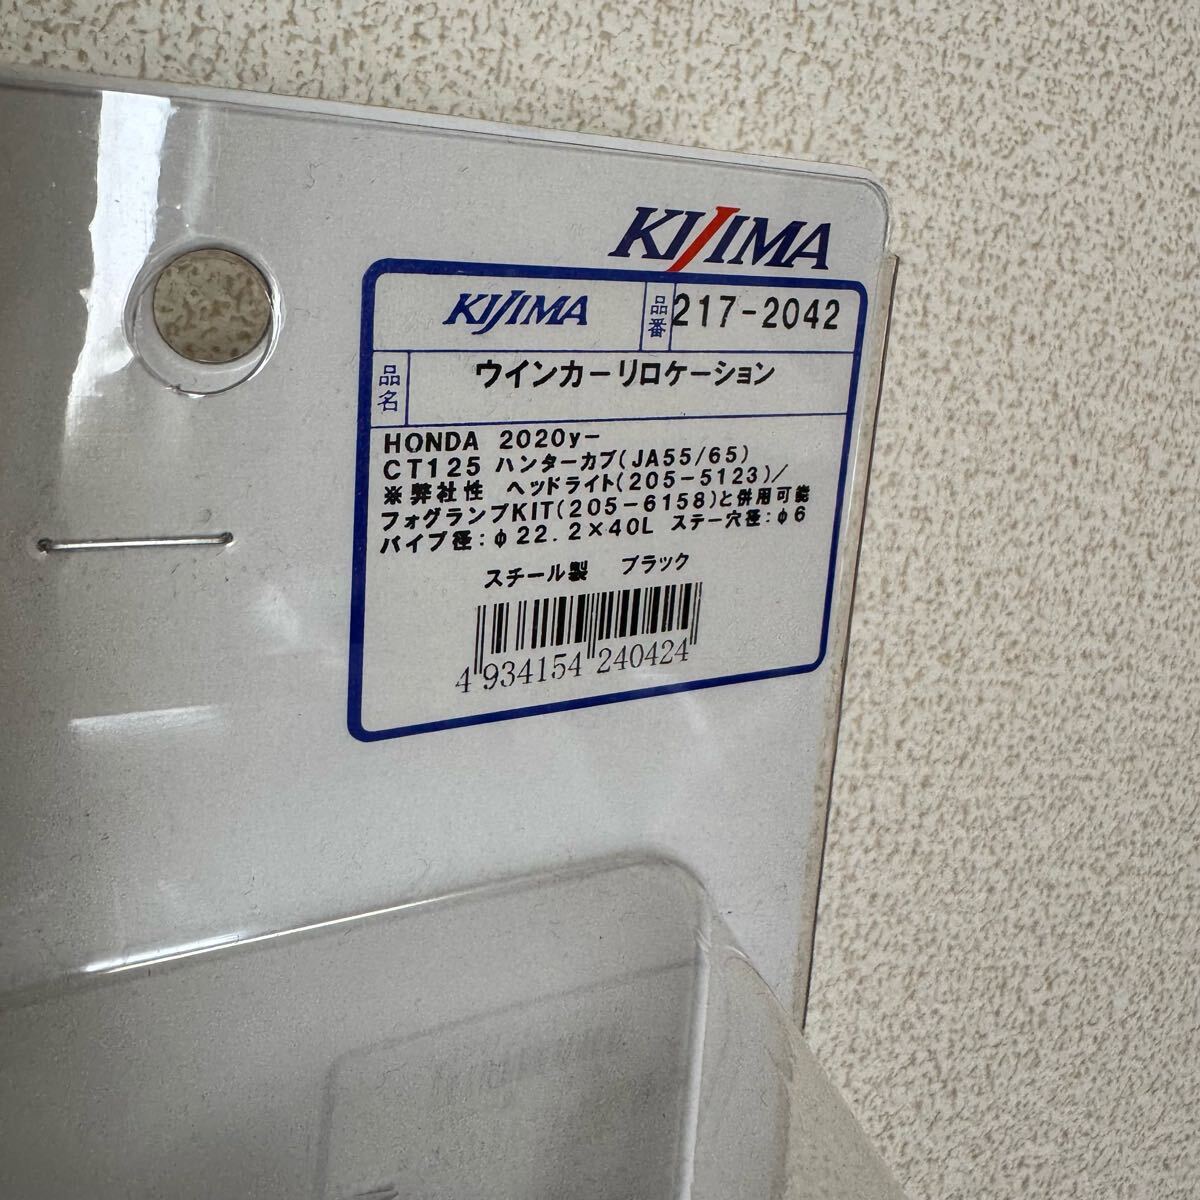 KIJIMA
KIJIMA 品番 217-2042
品名 ウインカーリロケーション
HONDA 2020y-
CT125 ハンターカブ(JA55/65)
※弊社性 ヘッドライト(205-5123)/
フォグランプKIT(205-6158)と併用可能
パイプ径:φ22.2×40L ステー穴径:φ6
スチール製 ブラック
4 934154 240424